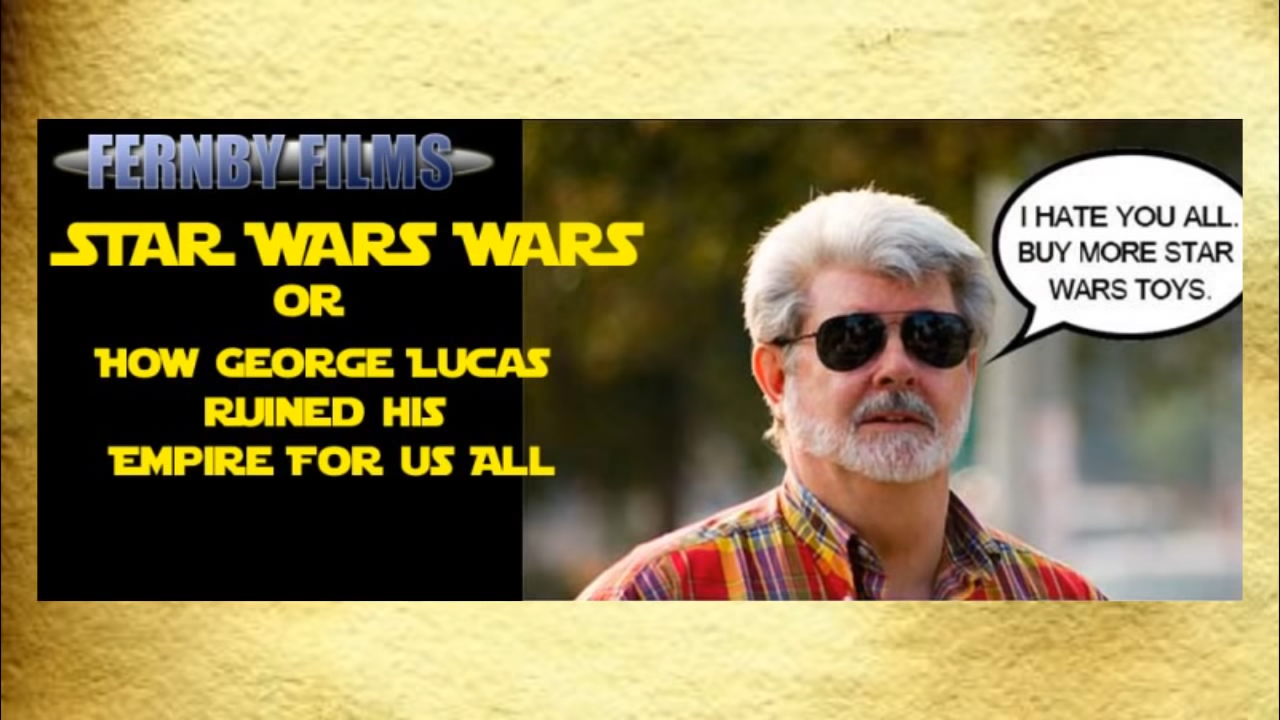 FERNBY FILMS
STAR WARS WARS
OR
HOW GEORGE LUCAS
RUINED HIS
EMPIRE FOR US ALL
I HATE YOU ALL.
BUY MORE STAR
WARS TOYS.